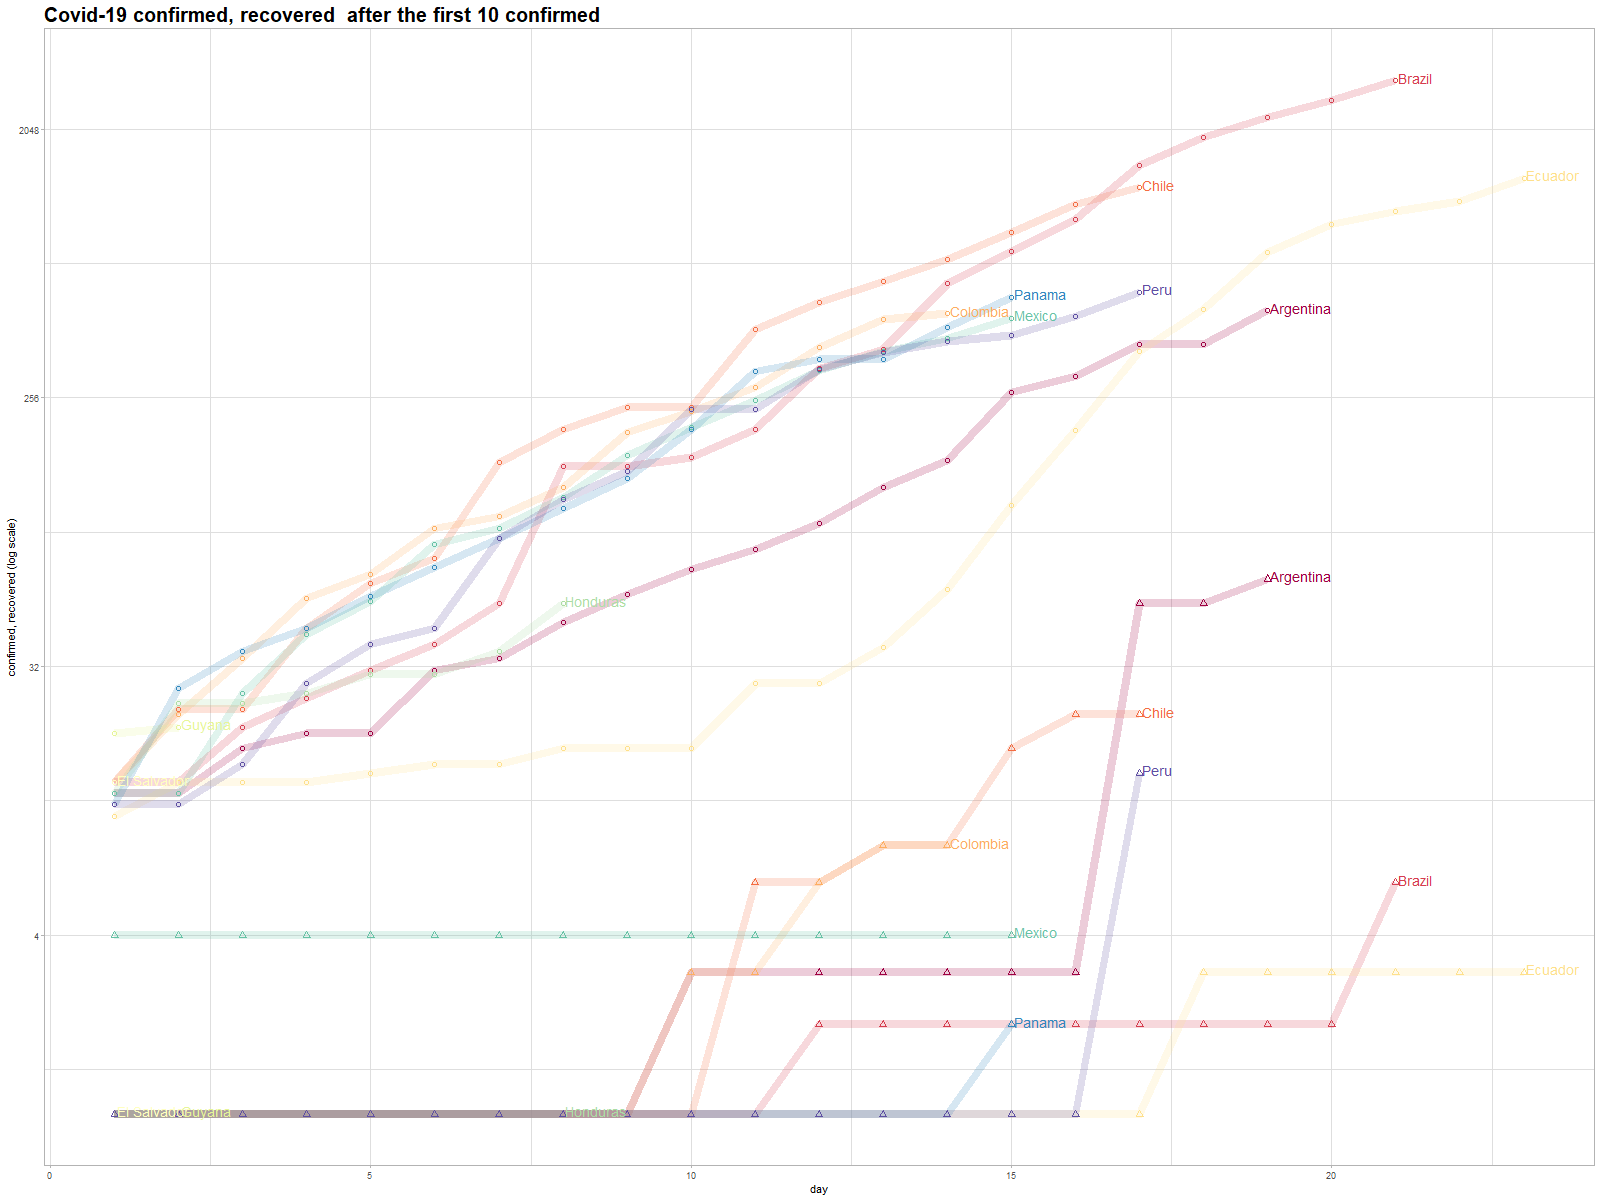 Covid-19 confirmed, recovered  after the first 10 confirmed
Brazil
2048
Ecuador
Chile
Peru
Panama
Argentina
Colombia
Mexico
256
Argentina
Honduras
confirmed, recovered (log scale)
32
Chile
Guyana
Peru
El Salvador
Colombia
Brazil
Mexico
4
Ecuador
Panama
El Salvador
Guyana
Honduras
0 5 10 15 20
day